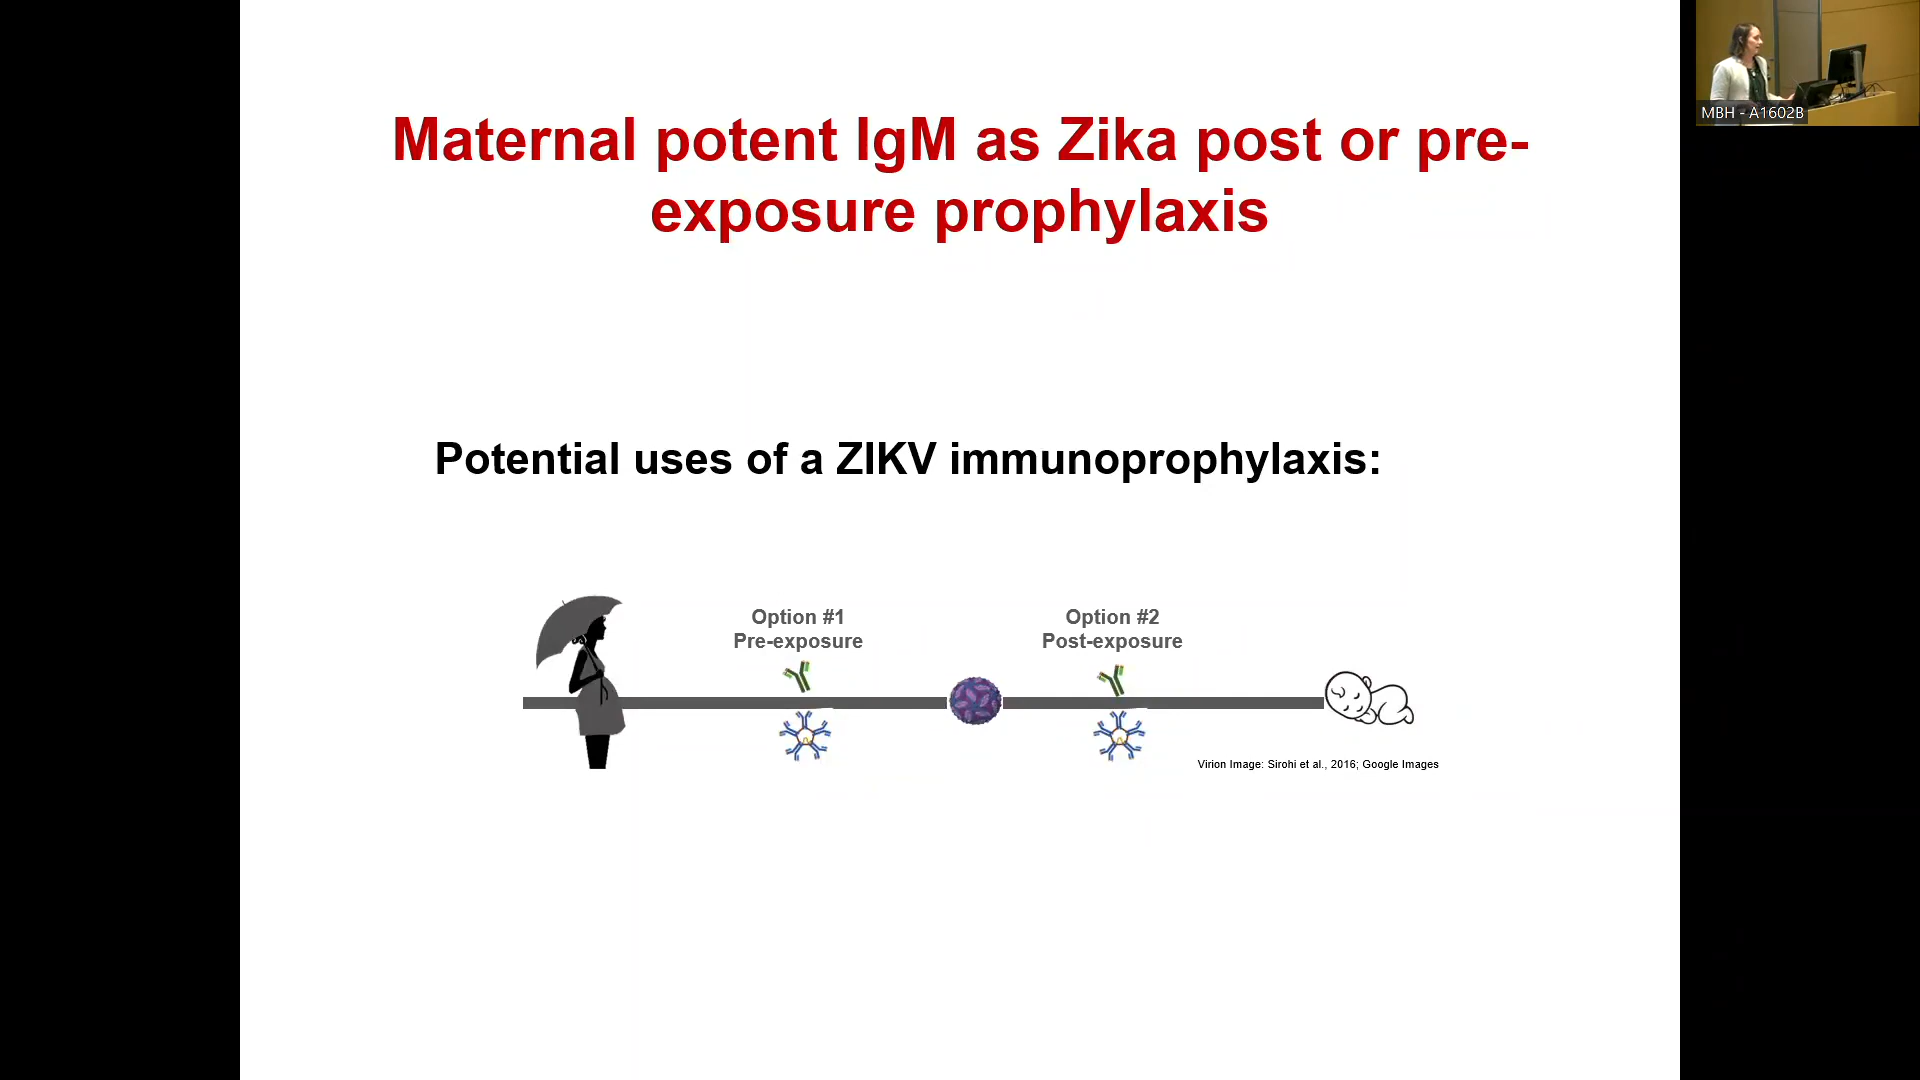 Maternal potent IgM as Zika post or pre-
exposure prophylaxis
Potential uses of a ZIKV immunoprophylaxis:
Option #1
Pre-exposure
Option #2
Post-exposure
Virion Image: Sirohi et al., 2016; Google Images
MBH - A1602B